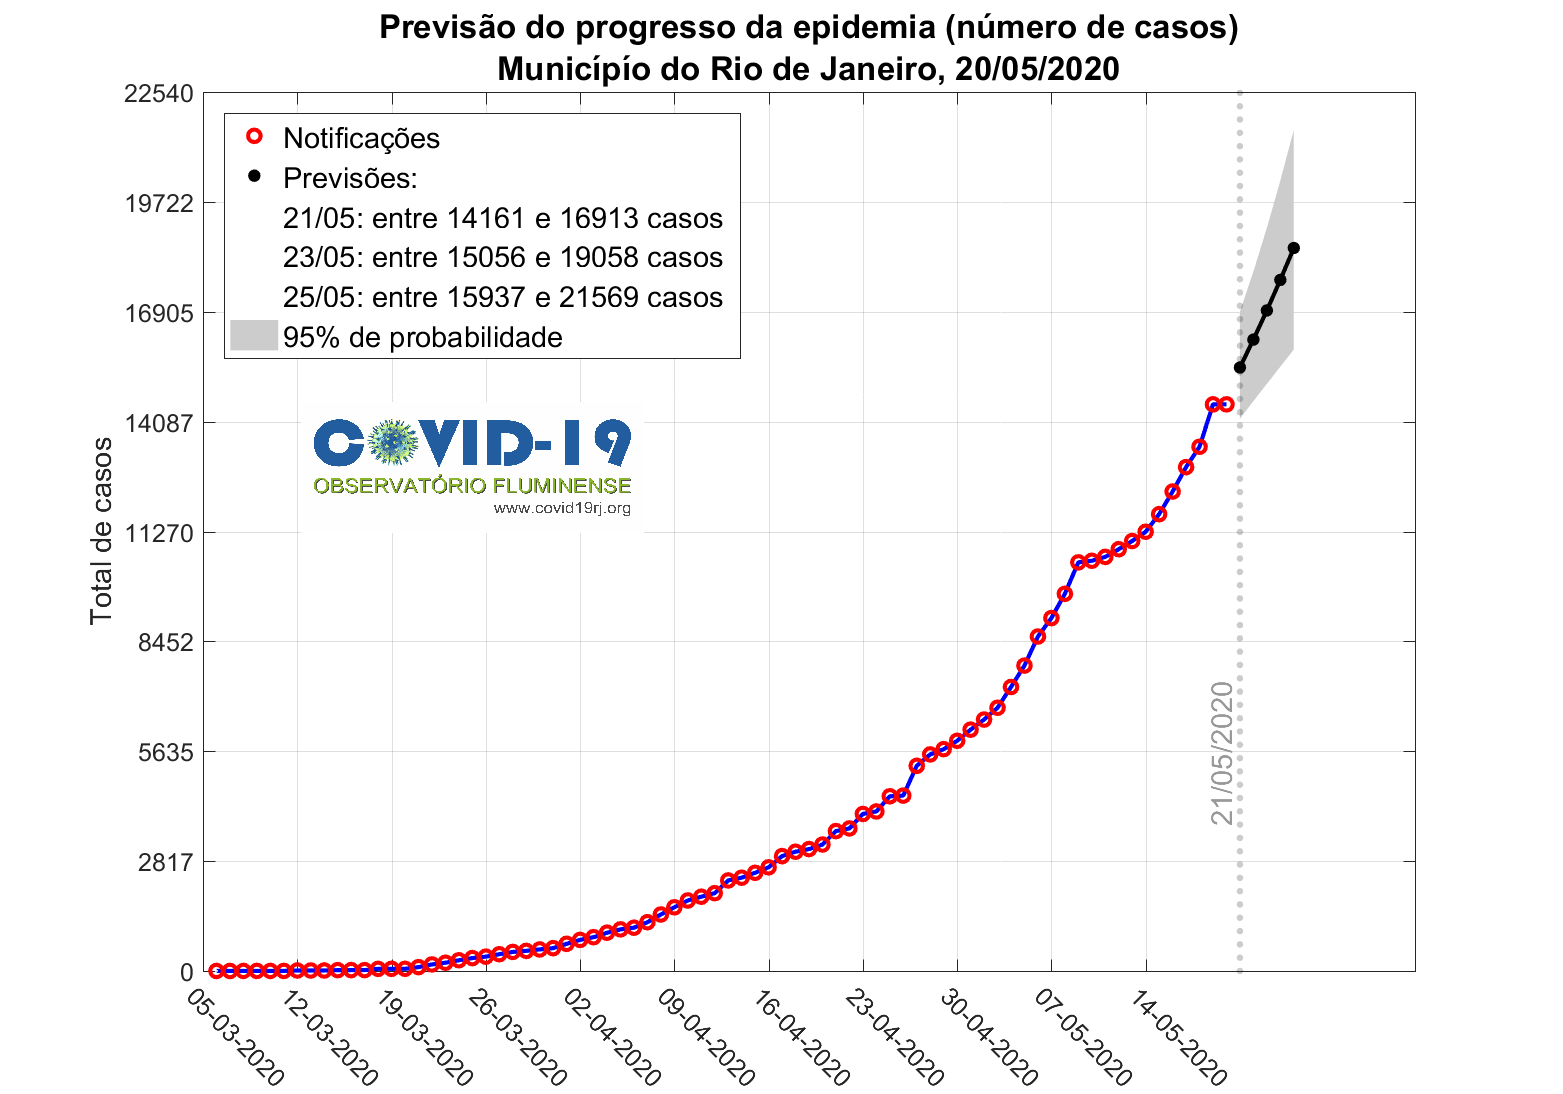 Previsão do progresso da epidemia (número de casos)
Municípío do Rio de Janeiro, 20/05/2020
22540
19722
16905
14087
11270
8452
5635
2817
0
Total de casos
Notificações
Previsões:
21/05: entre 14161 e 16913 casos
23/05: entre 15056 e 19058 casos
25/05: entre 15937 e 21569 casos
95% de probabilidade
COVID-19
OBSERVATÓRIO FLUMINENSE
www.covid19rj.org
21/05/2020
05-03-2020
12-03-2020
19-03-2020
26-03-2020
02-04-2020
09-04-2020
16-04-2020
23-04-2020
30-04-2020
07-05-2020
14-05-2020